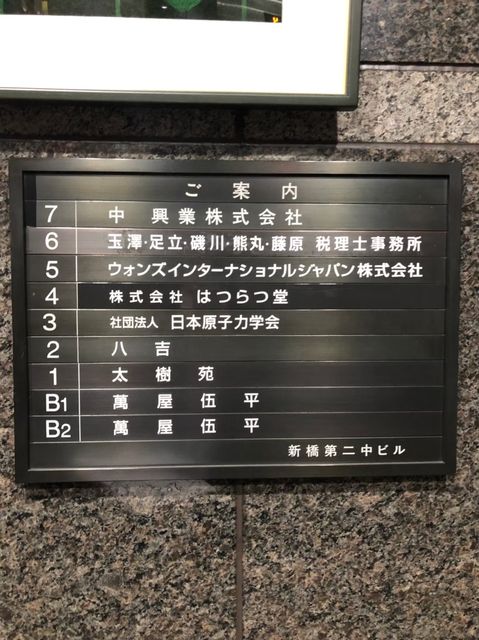 ご案内
7 中興業株式会社
6 玉澤・足立・磯川・熊丸・藤原 税理士事務所
5 ウォンズインターナショナルジャパン株式会社
4 株式会社 はつらつ堂
3 社団法人 日本原子力学会
2 八吉
1 太樹苑
B1 萬屋伍平
B2 萬屋伍平
新橋第二中ビル